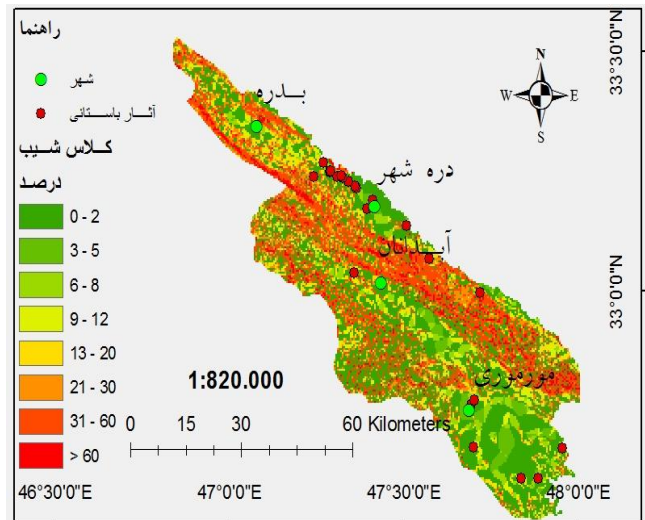 راهنما
شهر
آثار باستانی
کلاس شیب
درصد
0 - 2
3 - 5
6 - 8
9 - 12
13 - 20
21 - 30
31 - 60
> 60
بدره
دره شهر
آبدانان
مورموری
N
W
E
S
1:820.000
0 15 30 60 Kilometers
46°30'0"E
47°0'0"E
47°30'0"E
48°0'0"E
33°30'0"N
33°0'0"N